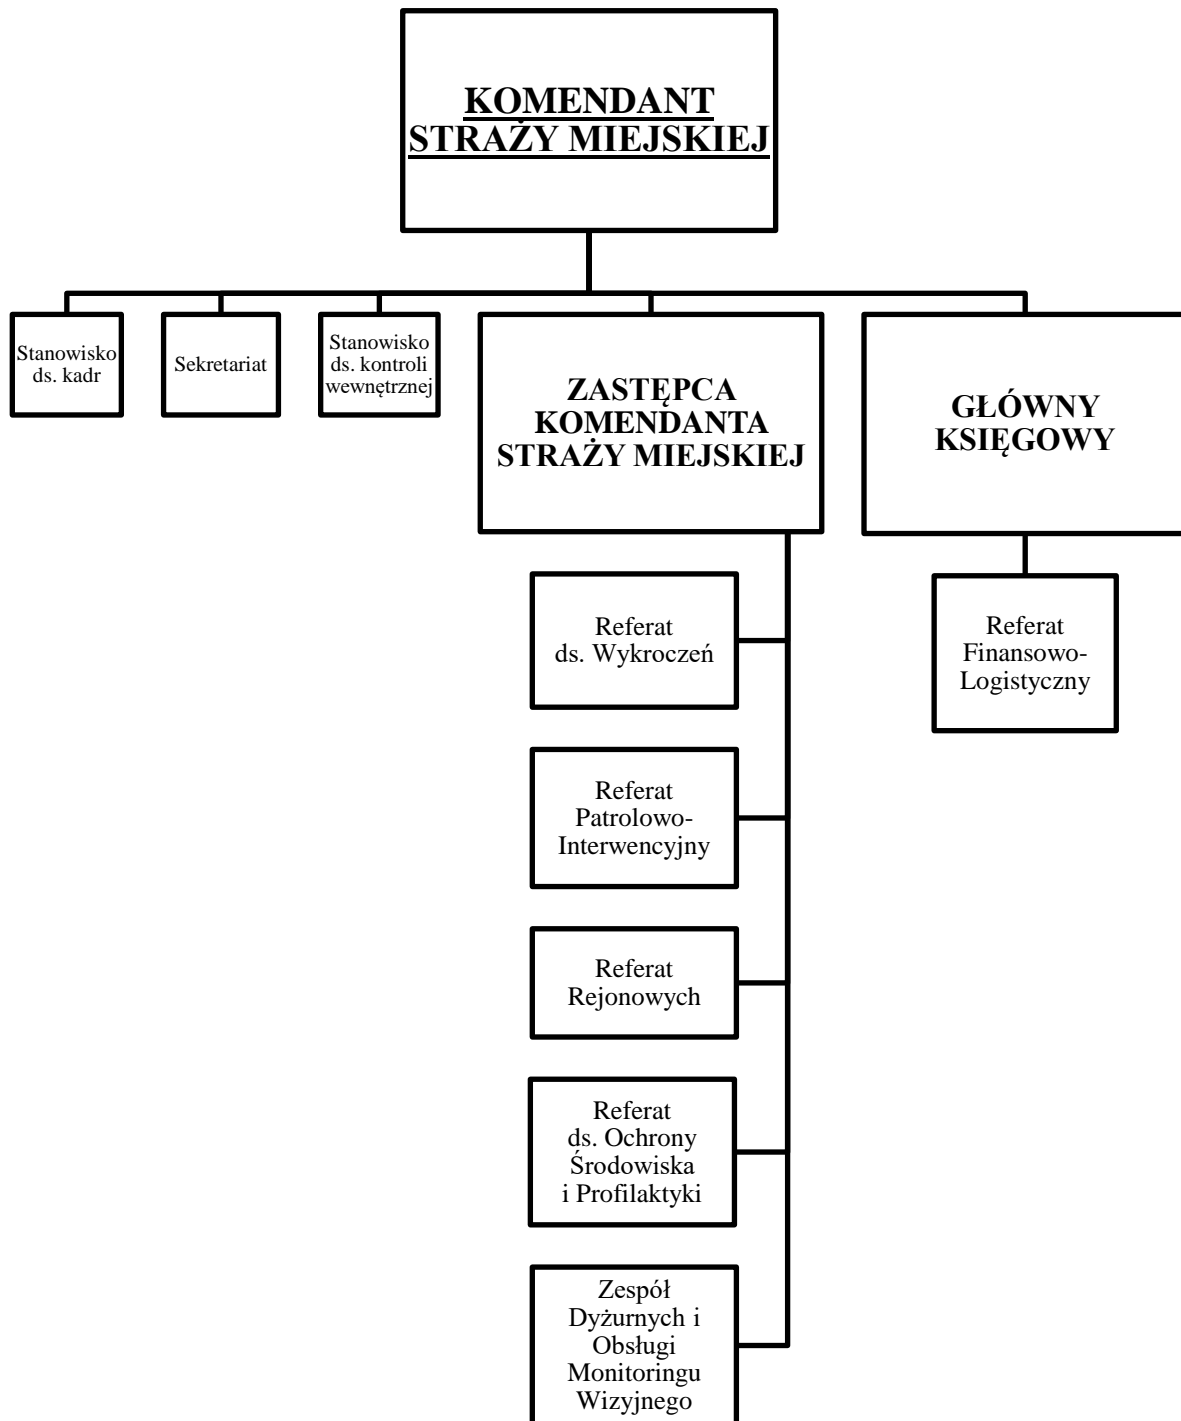 KOMENDANT
STRAŻY MIEJSKIEJ
Stanowisko
ds. kadr
Sekretariat
Stanowisko
ds. kontroli
wewnętrznej
ZASTĘPCA
KOMENDANTA
STRAŻY MIEJSKIEJ
GŁÓWNY
KSIĘGOWY
Referat
ds. Wykroczeń
Referat
Finansowo-
Logistyczny
Referat
Patrolowo-
Interwencyjny
Referat
Rejonowych
Referat
ds. Ochrony
Środowiska
i Profilaktyki
Zespół
Dyżurnych i
Obsługi
Monitoringu
Wizyjnego